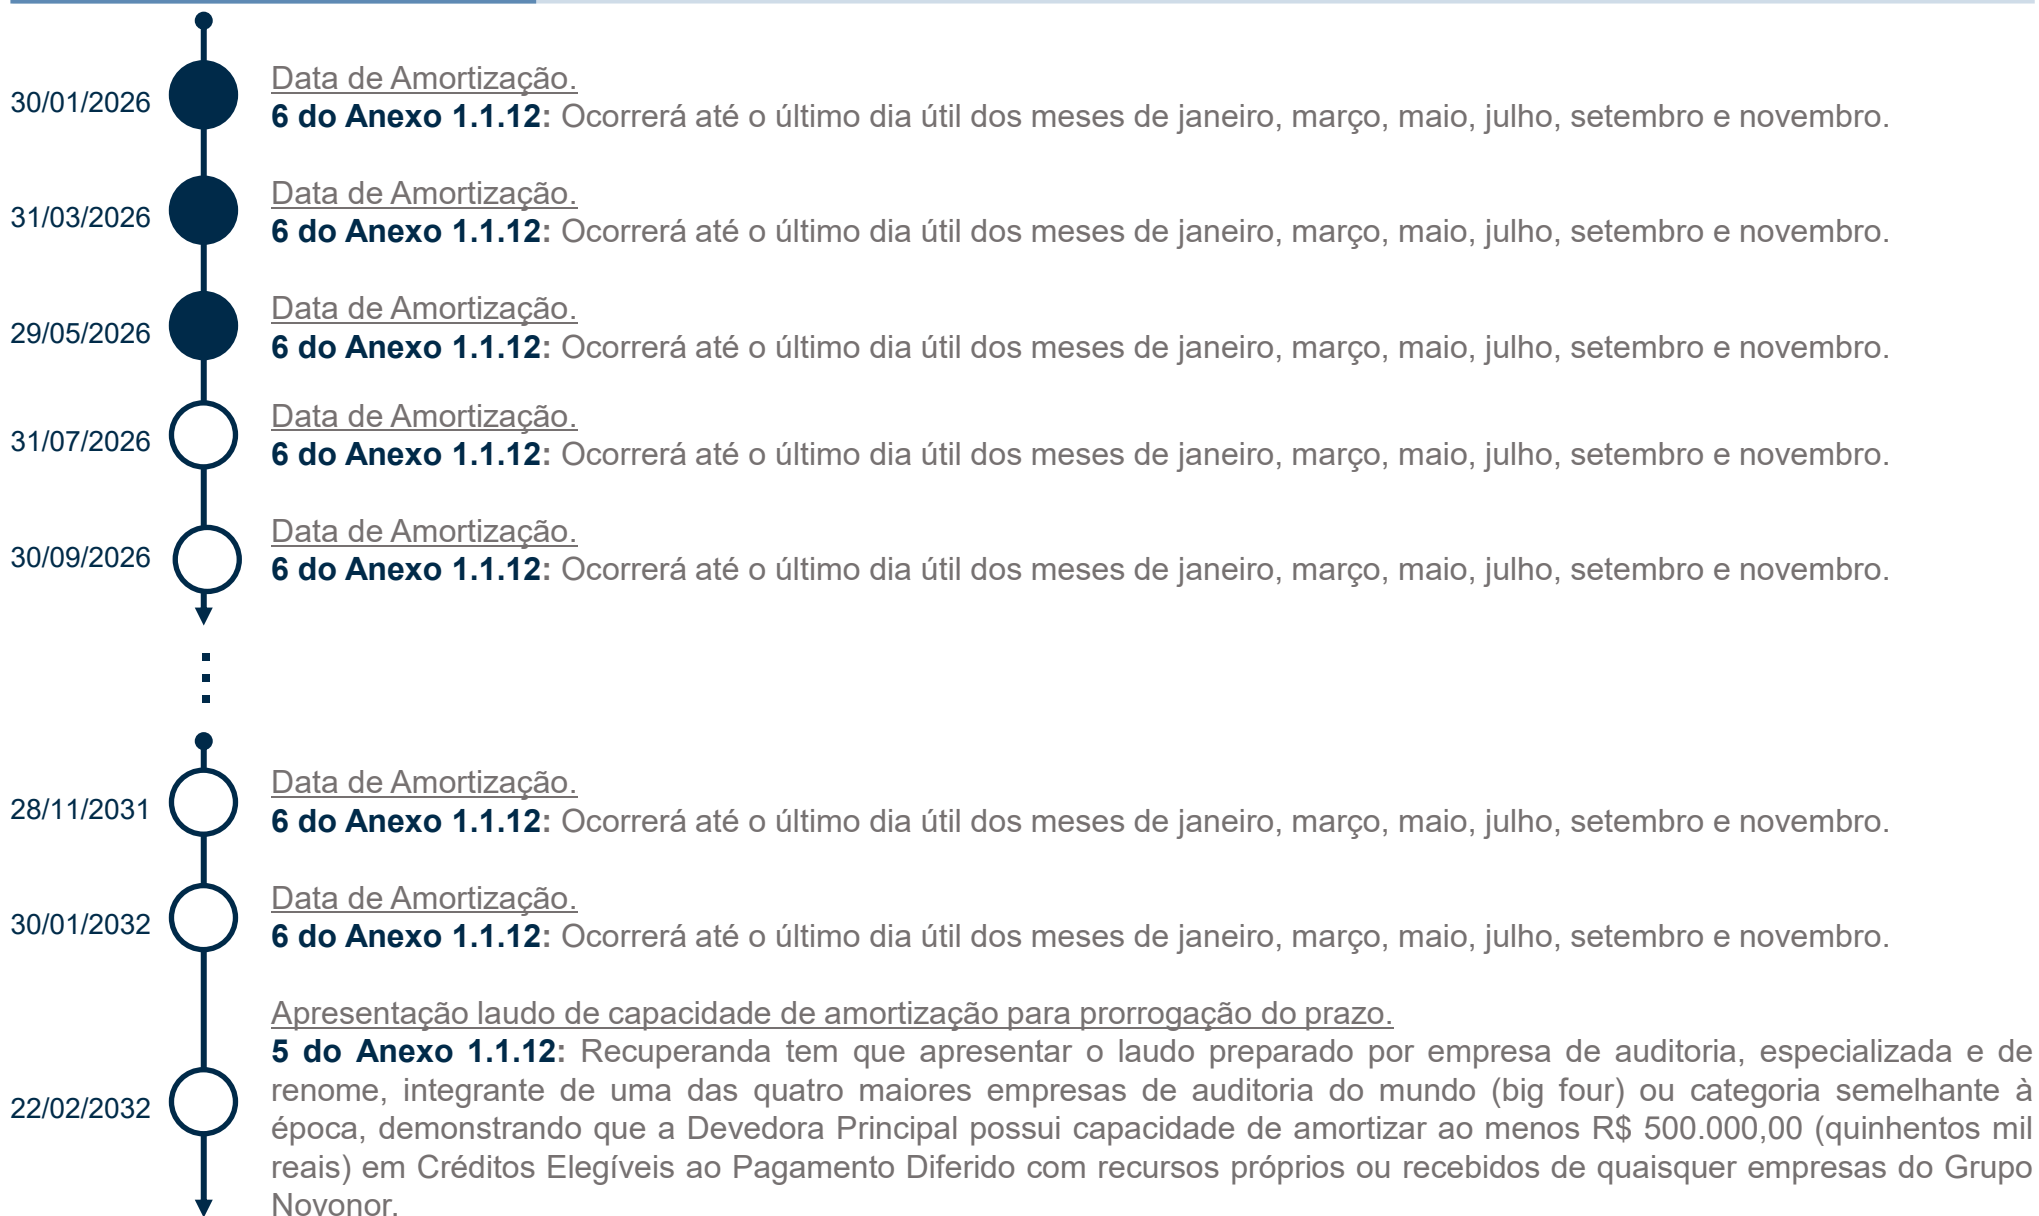 30/01/2026
Data de Amortização.
6 do Anexo 1.1.12: Ocorrerá até o último dia útil dos meses de janeiro, março, maio, julho, setembro e novembro.
31/03/2026
Data de Amortização.
6 do Anexo 1.1.12: Ocorrerá até o último dia útil dos meses de janeiro, março, maio, julho, setembro e novembro.
29/05/2026
Data de Amortização.
6 do Anexo 1.1.12: Ocorrerá até o último dia útil dos meses de janeiro, março, maio, julho, setembro e novembro.
31/07/2026
Data de Amortização.
6 do Anexo 1.1.12: Ocorrerá até o último dia útil dos meses de janeiro, março, maio, julho, setembro e novembro.
30/09/2026
Data de Amortização.
6 do Anexo 1.1.12: Ocorrerá até o último dia útil dos meses de janeiro, março, maio, julho, setembro e novembro.
28/11/2031
Data de Amortização.
6 do Anexo 1.1.12: Ocorrerá até o último dia útil dos meses de janeiro, março, maio, julho, setembro e novembro.
30/01/2032
Data de Amortização.
6 do Anexo 1.1.12: Ocorrerá até o último dia útil dos meses de janeiro, março, maio, julho, setembro e novembro.
22/02/2032
Apresentação laudo de capacidade de amortização para prorrogação do prazo.
5 do Anexo 1.1.12: Recuperanda tem que apresentar o laudo preparado por empresa de auditoria, especializada e de
renome, integrante de uma das quatro maiores empresas de auditoria do mundo (big four) ou categoria semelhante à
época, demonstrando que a Devedora Principal possui capacidade de amortizar ao menos R$ 500.000,00 (quinhentos mil
reais) em Créditos Elegíveis ao Pagamento Diferido com recursos próprios ou recebidos de quaisquer empresas do Grupo
Novonor.